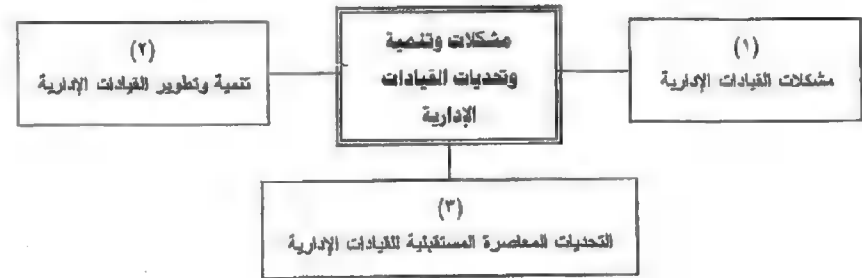 مشكلات وتنمية
وتحديات القيادات
الإدارية
(١)
مشكلات القيادات الإدارية
(٢)
تنمية وتطوير القيادات الإدارية
(٣)
التحديات المعاصرة المستقبلية للقيادات الإدارية